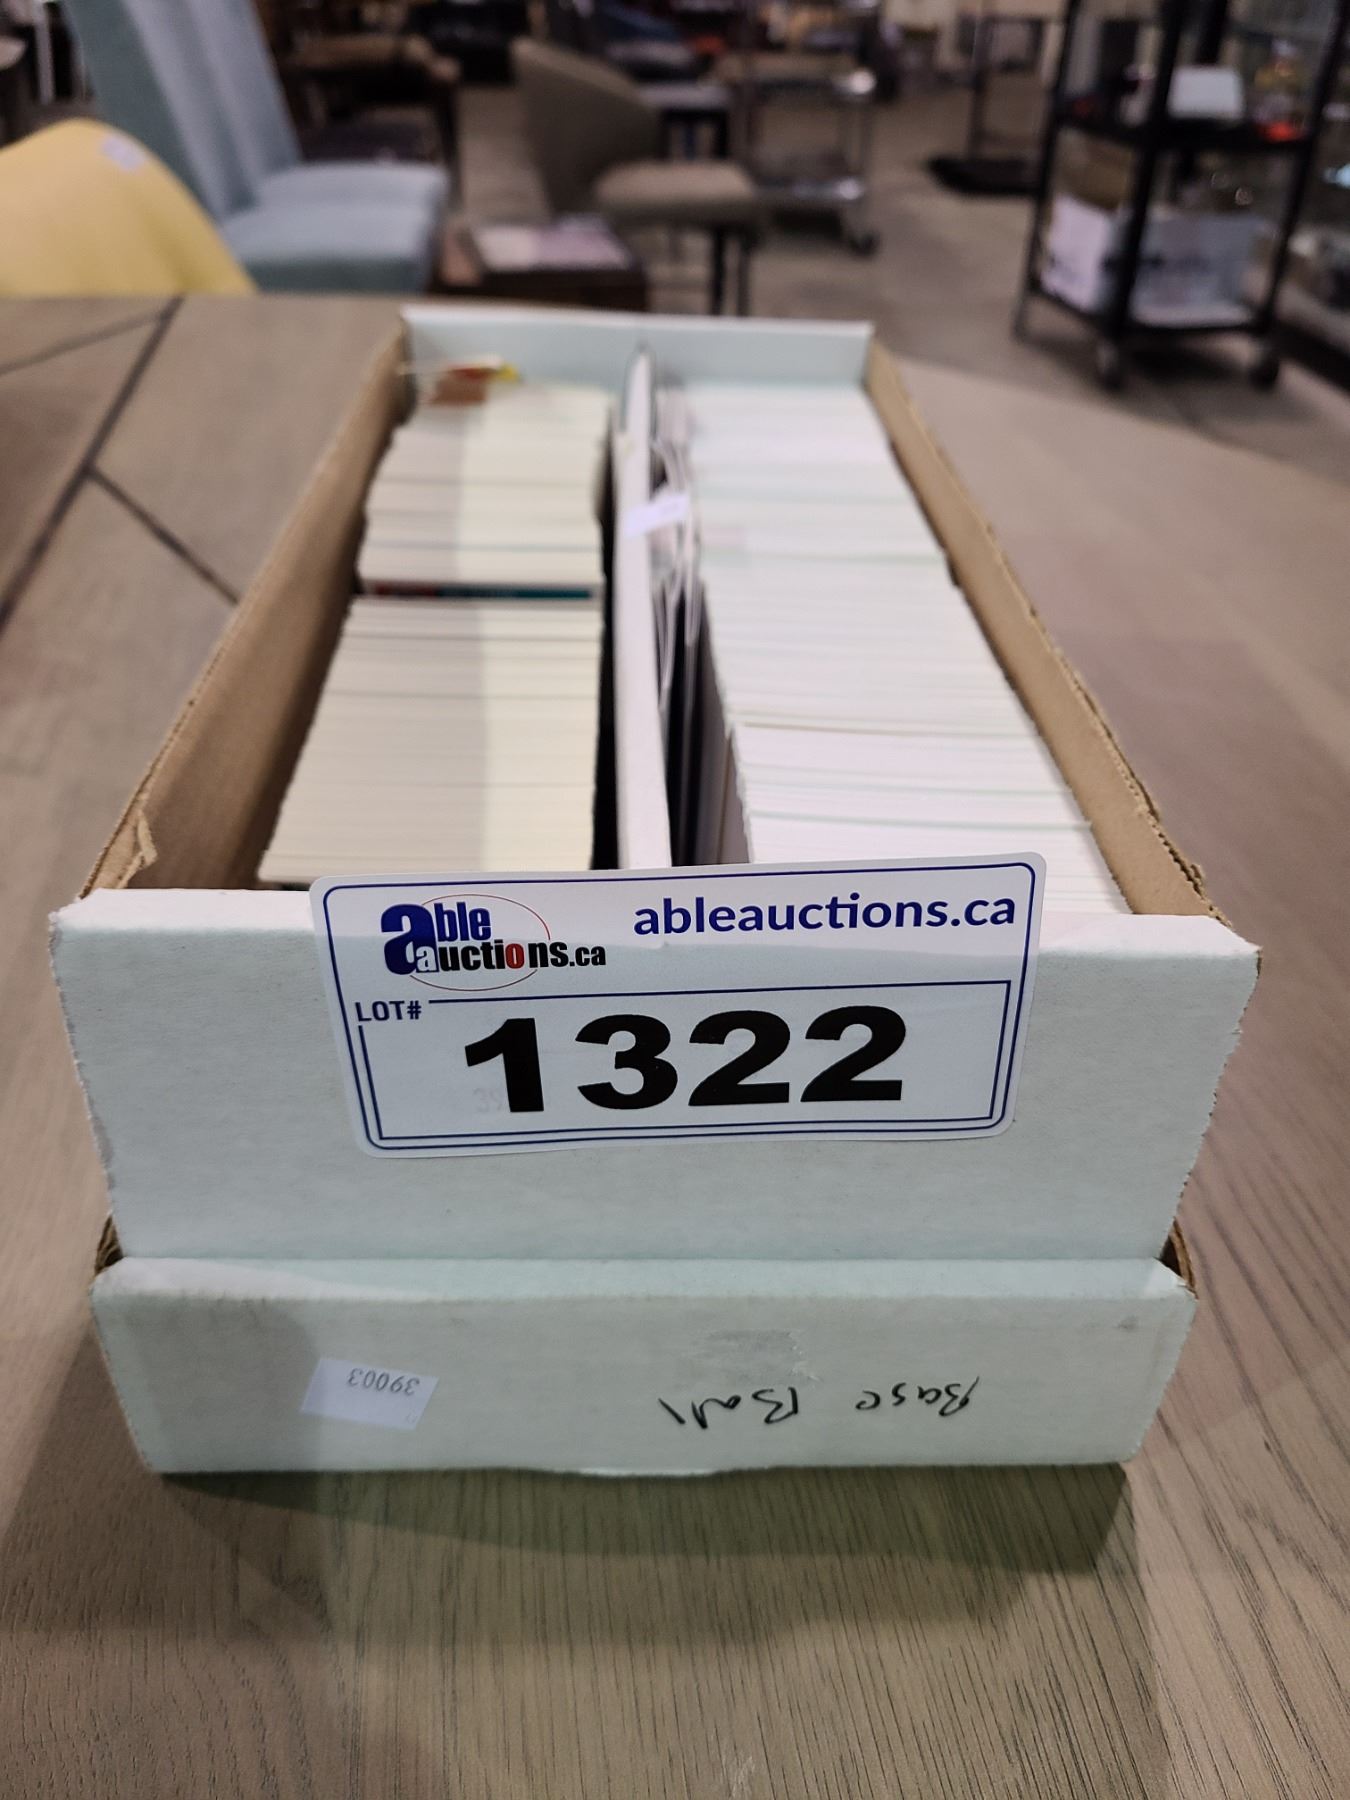 able
auctions.ca
ableauctions.ca
LOT#
1322
39003
Base Ball